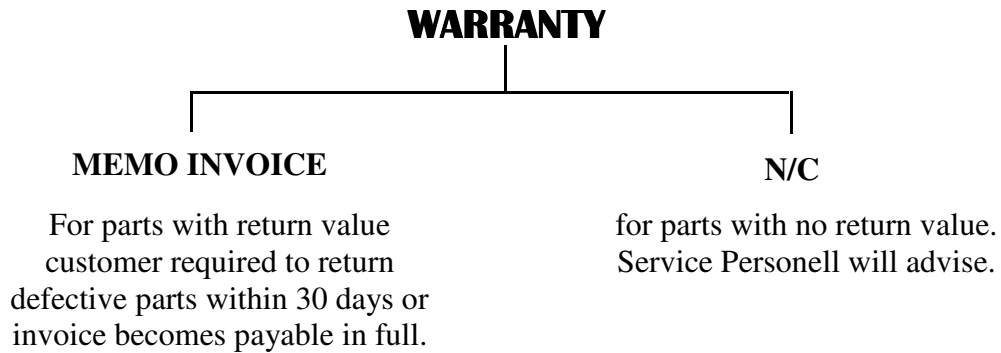 WARRANTY
MEMO INVOICE
For parts with return value
customer required to return
defective parts within 30 days or
invoice becomes payable in full.
N/C
for parts with no return value.
Service Personell will advise.